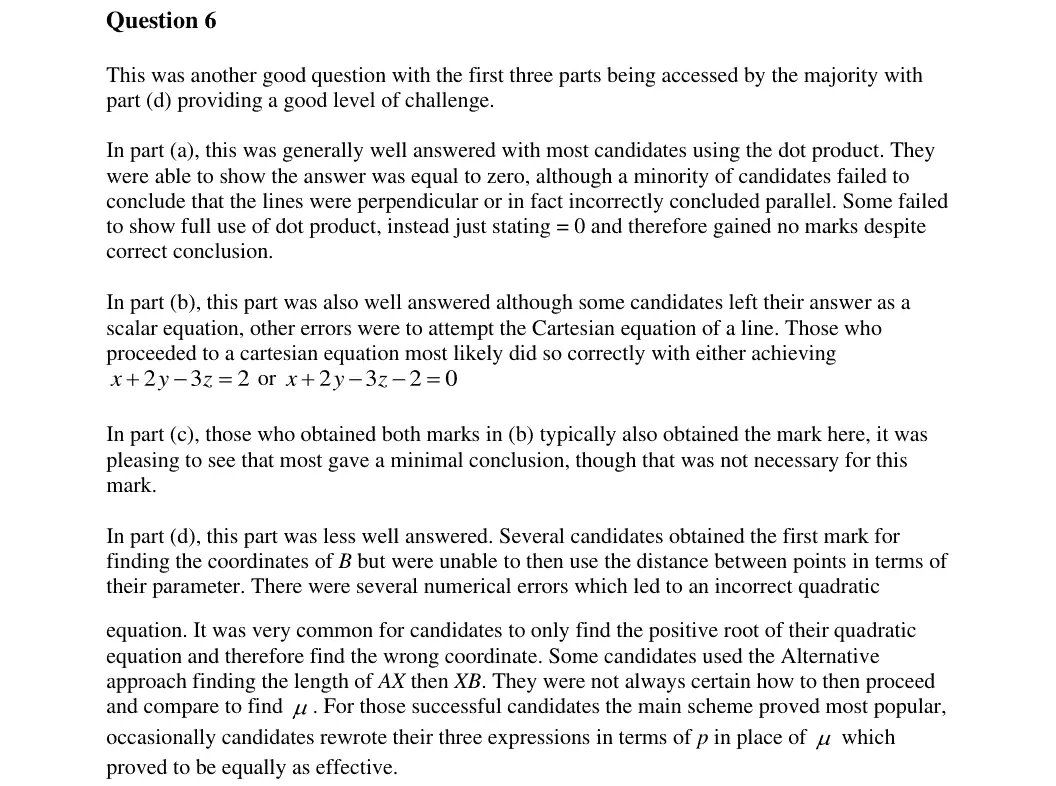 Question 6
This was another good question with the first three parts being accessed by the majority with
part (d) providing a good level of challenge.
In part (a), this was generally well answered with most candidates using the dot product. They
were able to show the answer was equal to zero, although a minority of candidates failed to
conclude that the lines were perpendicular or in fact incorrectly concluded parallel. Some failed
to show full use of dot product, instead just stating = 0 and therefore gained no marks despite
correct conclusion.
In part (b), this part was also well answered although some candidates left their answer as a
scalar equation, other errors were to attempt the Cartesian equation of a line. Those who
proceeded to a cartesian equation most likely did so correctly with either achieving
x + 2y − 3z = 2 or x + 2y − 3z − 2 = 0
In part (c), those who obtained both marks in (b) typically also obtained the mark here, it was
pleasing to see that most gave a minimal conclusion, though that was not necessary for this
mark.
In part (d), this part was less well answered. Several candidates obtained the first mark for
finding the coordinates of B but were unable to then use the distance between points in terms of
their parameter. There were several numerical errors which led to an incorrect quadratic
equation. It was very common for candidates to only find the positive root of their quadratic
equation and therefore find the wrong coordinate. Some candidates used the Alternative
approach finding the length of AX then XB. They were not always certain how to then proceed
and compare to find μ . For those successful candidates the main scheme proved most popular,
occasionally candidates rewrote their three expressions in terms of p in place of μ which
proved to be equally as effective.